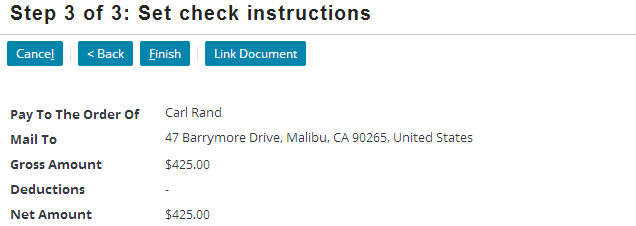 Step 3 of 3: Set check instructions
Cancel < Back Finish Link Document
Pay To The Order Of Carl Rand
Mail To 47 Barrymore Drive, Malibu, CA 90265, United States
Gross Amount $425.00
Deductions -
Net Amount $425.00